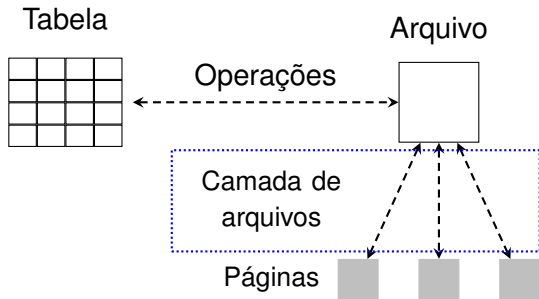 Tabela
Arquivo
Operações
Camada de
arquivos
Páginas